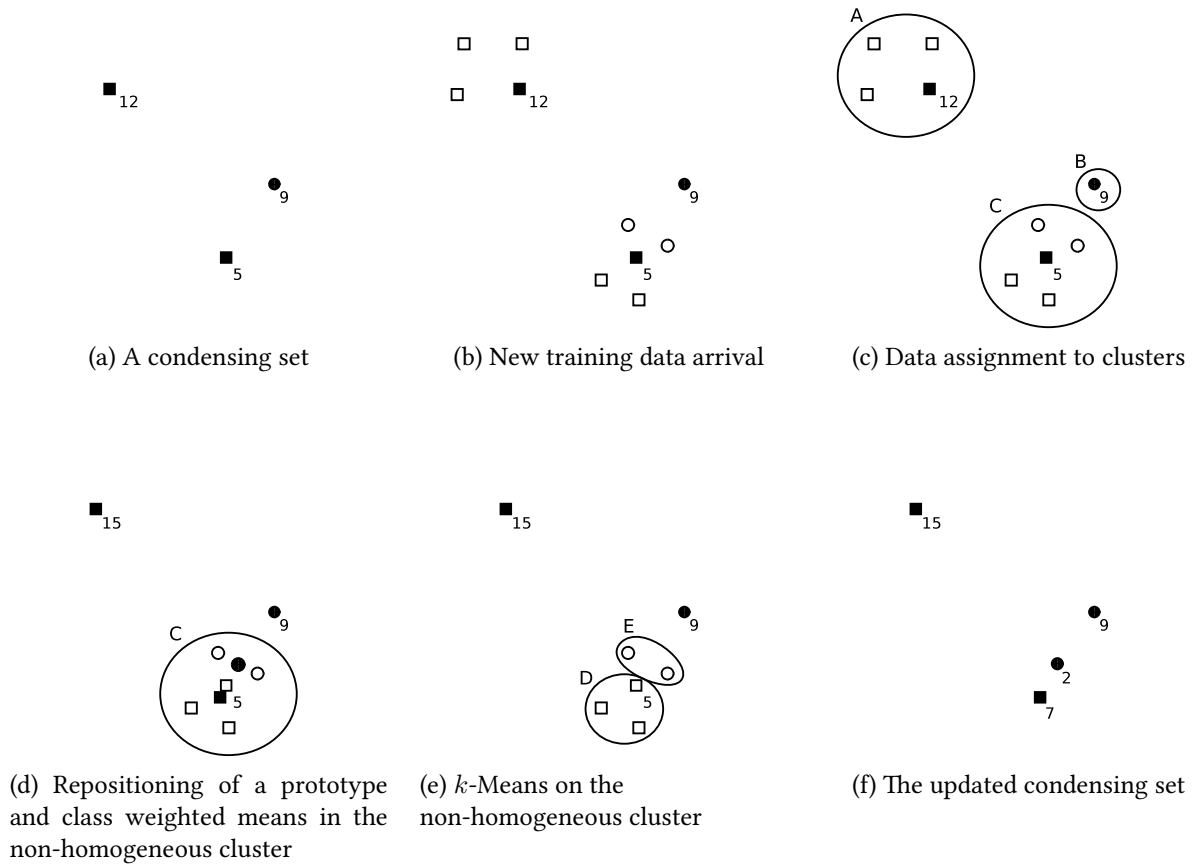 A
12
12
12
B
9
9
9
C
5
5
5
(a) A condensing set
(b) New training data arrival
(c) Data assignment to clusters
15
15
15
9
9
9
C
E
D
2
5
5
7
(d) Repositioning of a prototype
and class weighted means in the
non-homogeneous cluster
(e) k-Means on the
non-homogeneous cluster
(f) The updated condensing set